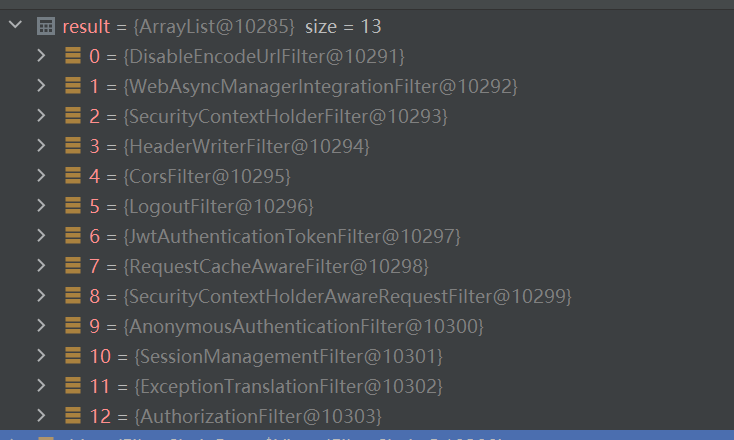 result = {ArrayList@10285} size = 13
0 = {DisableEncodeUrlFilter@10291}
1 = {WebAsyncManagerIntegrationFilter@10292}
2 = {SecurityContextHolderFilter@10293}
3 = {HeaderWriterFilter@10294}
4 = {CorsFilter@10295}
5 = {LogoutFilter@10296}
6 = {JwtAuthenticationTokenFilter@10297}
7 = {RequestCacheAwareFilter@10298}
8 = {SecurityContextHolderAwareRequestFilter@10299}
9 = {AnonymousAuthenticationFilter@10300}
10 = {SessionManagementFilter@10301}
11 = {ExceptionTranslationFilter@10302}
12 = {AuthorizationFilter@10303}